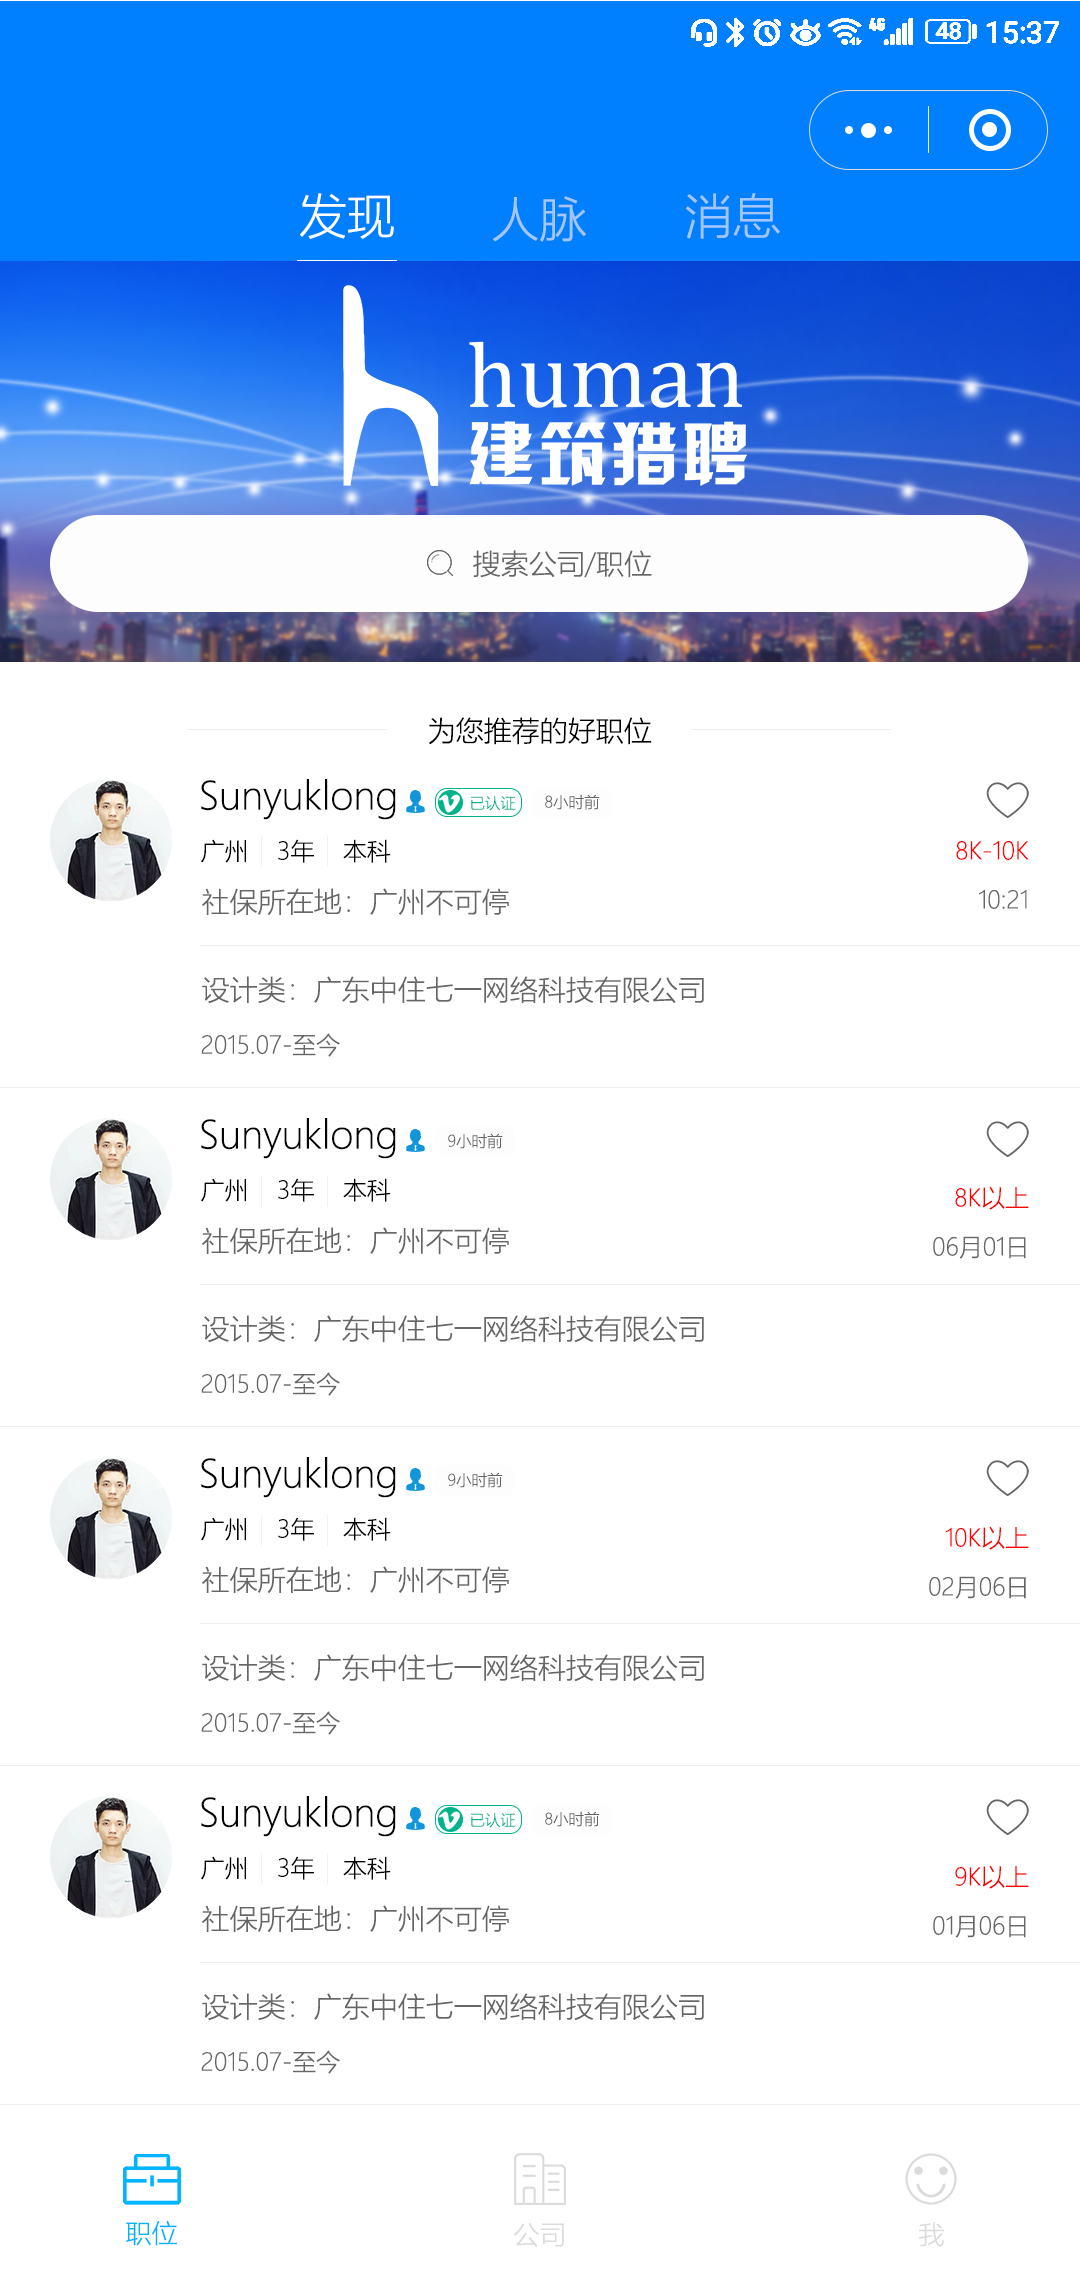 4G 48 15:37
发现 人脉 消息
human
建筑猎聘
搜索公司/职位
为您推荐的好职位
Sunyuklong 已认证 8小时前
广州 3年 本科 8K-10K
社保所在地：广州不可停 10:21
设计类：广东中住七一网络科技有限公司
2015.07-至今
Sunyuklong 9小时前
广州 3年 本科 8K以上
社保所在地：广州不可停 06月01日
设计类：广东中住七一网络科技有限公司
2015.07-至今
Sunyuklong 9小时前
广州 3年 本科 10K以上
社保所在地：广州不可停 02月06日
设计类：广东中住七一网络科技有限公司
2015.07-至今
Sunyuklong 已认证 8小时前
广州 3年 本科 9K以上
社保所在地：广州不可停 01月06日
设计类：广东中住七一网络科技有限公司
2015.07-至今
职位 公司 我